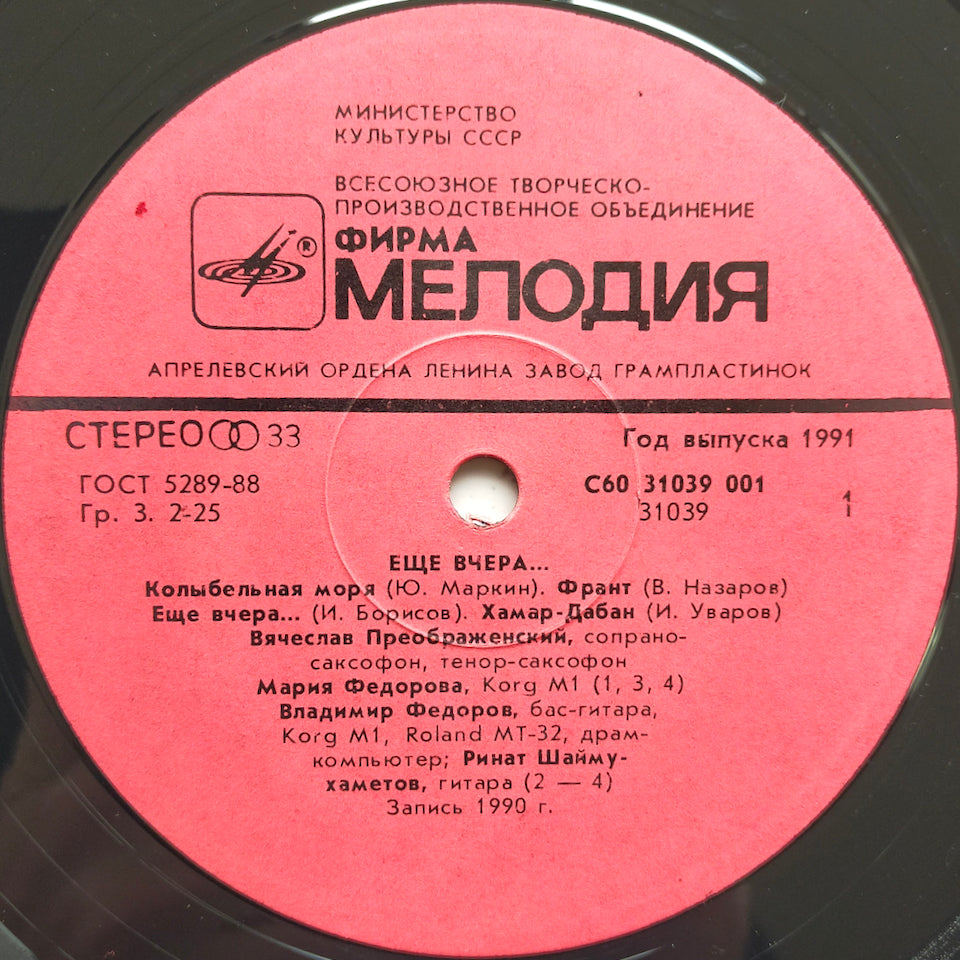 МИНИСТЕРСТВО
КУЛЬТУРЫ СССР
ВСЕСОЮЗНОЕ ТВОРЧЕСКО-
ПРОИЗВОДСТВЕННОЕ ОБЪЕДИНЕНИЕ
ФИРМА
®
МЕЛОДИЯ
АПРЕЛЕВСКИЙ ОРДЕНА ЛЕНИНА ЗАВОД ГРАМПЛАСТИНОК
СТЕРЕО 33
Год выпуска 1991
ГОСТ 5289-88
С60 31039 001
Гр. 3. 2-25
31039
1
ЕЩЕ ВЧЕРА...
Колыбельная моря (Ю. Маркин). Франт (В. Назаров)
Еще вчера... (И. Борисов). Хамар-Дабан (И. Уваров)
Вячеслав Преображенский, сопрано-
саксофон, тенор-саксофон
Мария Федорова, Korg M1 (1, 3, 4)
Владимир Федоров, бас-гитара,
Korg M1, Roland MT-32, драм-
компьютер; Ринат Шайму-
хаметов, гитара (2 — 4)
Запись 1990 г.